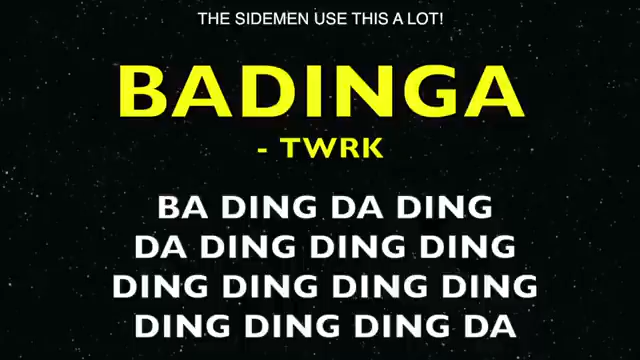 THE SIDEMEN USE THIS A LOT!
BADINGA
- TWRK
BA DING DA DING
DA DING DING DING
DING DING DING DING
DING DING DING DA